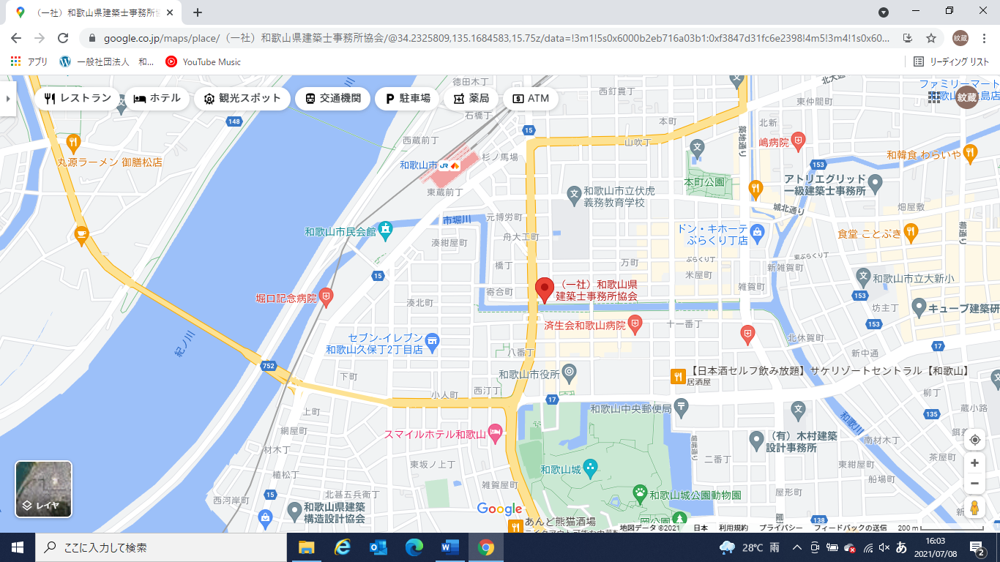 （一社）和歌山県建築士事務所協
google.co.jp/maps/place/（一社）和歌山県建築士事務所協会/@34.2325809,135.1684583,15.75z/data=!3m1!5s0x6000b2eb716a03b1:0xf3847d31fc6e2398!4m5!3m4!1s0x60...
アプリ 一般社団法人　和... YouTube Music リーディング リスト
レストラン ホテル 観光スポット 交通機関 駐車場 薬局 ATM
紋蔵
紋蔵
徳田木丁
西釘貫丁
北大通り
ファミリーマート
東仲間町
石橋丁
148
15
本町
北新
築地通り
嶋病院
西蔵前丁
山吹丁
丸源ラーメン 御膳松店
和歌山市
JR
杉ノ馬場
153
和韓食 わらいや
本町公園
アトリエグリッド
一級建築士事務所
東蔵前丁
和歌山市立伏虎
義務教育学校
城北通り
畑屋敷
元博労町
市堀川
和歌山市民会館
湊紺屋町
舟大工町
ドン・キホーテ
ぶらくり丁店
食堂 ことぶき
万町
ぶらくり丁
東ぶらくり丁
橋丁
新雑賀町
15
米屋町
和歌山市立大新小
（一社）和歌山県
建築士事務所協会
寄合町
雑賀町
153
堀口記念病院
湊北町
坊主丁
キューブ建築研
済生会和歌山病院
十一番丁
153
セブン-イレブン
和歌山久保丁2丁目店
北休賀町
17
紀ノ川
八番丁
新中通
752
和歌山市役所
【日本酒セルフ飲み放題】サケリゾートセントラル【和歌山】
居酒屋
下町
西汀丁
小人町
17
柳丁
和歌山中央郵便局
蔵小路
上町
135
和歌川
網屋町
スマイルホテル和歌山
（有）木村建築
設計事務所
南材木丁
材木丁
二番丁
茶屋町
東坂ノ上丁
和歌山城
東紺屋町
植松丁
雑賀屋町
船場町
15
北甚五兵衛丁
和歌山城公園動物園
屋形町
西河岸町
レイヤ
和歌山県建築
構造設計協会
Google
岡公園
138
あんど熊猫酒場
地図データ ©2021 日本 利用規約 プライバシー フィードバックの送信 200 m
ここに入力して検索
28°C 雨
あ
16:03
2021/07/08
2